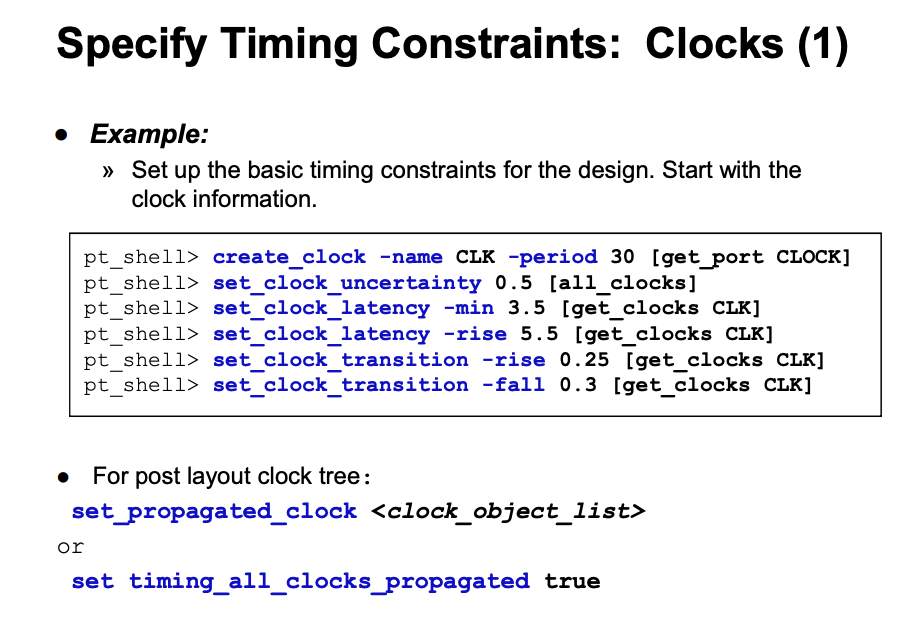 Specify Timing Constraints: Clocks (1)
● Example:
» Set up the basic timing constraints for the design. Start with the
clock information.
pt_shell> create_clock -name CLK -period 30 [get_port CLOCK]
pt_shell> set_clock_uncertainty 0.5 [all_clocks]
pt_shell> set_clock_latency -min 3.5 [get_clocks CLK]
pt_shell> set_clock_latency -rise 5.5 [get_clocks CLK]
pt_shell> set_clock_transition -rise 0.25 [get_clocks CLK]
pt_shell> set_clock_transition -fall 0.3 [get_clocks CLK]
● For post layout clock tree:
set_propagated_clock <clock_object_list>
or
set timing_all_clocks_propagated true